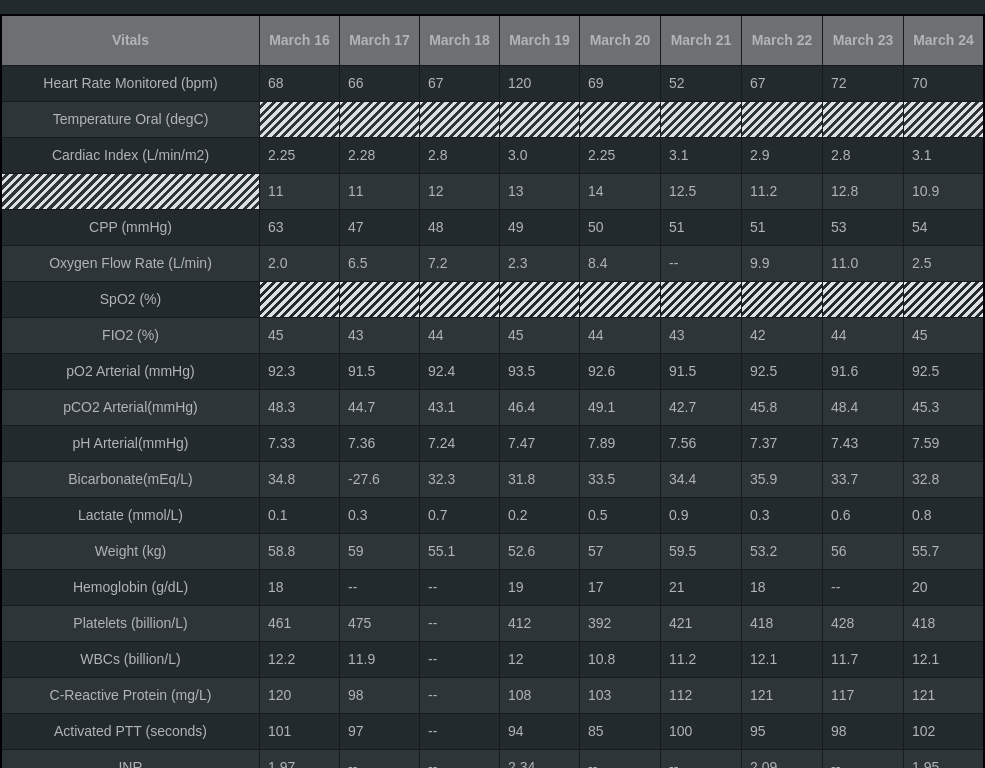 Vitals March 16 March 17 March 18 March 19 March 20 March 21 March 22 March 23 March 24
Heart Rate Monitored (bpm) 68 66 67 120 69 52 67 72 70
Temperature Oral (degC)
Cardiac Index (L/min/m2) 2.25 2.28 2.8 3.0 2.25 3.1 2.9 2.8 3.1
11 11 12 13 14 12.5 11.2 12.8 10.9
CPP (mmHg) 63 47 48 49 50 51 51 53 54
Oxygen Flow Rate (L/min) 2.0 6.5 7.2 2.3 8.4 -- 9.9 11.0 2.5
SpO2 (%)
FIO2 (%) 45 43 44 45 44 43 42 44 45
pO2 Arterial (mmHg) 92.3 91.5 92.4 93.5 92.6 91.5 92.5 91.6 92.5
pCO2 Arterial(mmHg) 48.3 44.7 43.1 46.4 49.1 42.7 45.8 48.4 45.3
pH Arterial(mmHg) 7.33 7.36 7.24 7.47 7.89 7.56 7.37 7.43 7.59
Bicarbonate(mEq/L) 34.8 -27.6 32.3 31.8 33.5 34.4 35.9 33.7 32.8
Lactate (mmol/L) 0.1 0.3 0.7 0.2 0.5 0.9 0.3 0.6 0.8
Weight (kg) 58.8 59 55.1 52.6 57 59.5 53.2 56 55.7
Hemoglobin (g/dL) 18 -- -- 19 17 21 18 -- 20
Platelets (billion/L) 461 475 -- 412 392 421 418 428 418
WBCs (billion/L) 12.2 11.9 -- 12 10.8 11.2 12.1 11.7 12.1
C-Reactive Protein (mg/L) 120 98 -- 108 103 112 121 117 121
Activated PTT (seconds) 101 97 -- 94 85 100 95 98 102
INR 1.97 -- -- 2.34 -- -- 2.09 -- 1.95